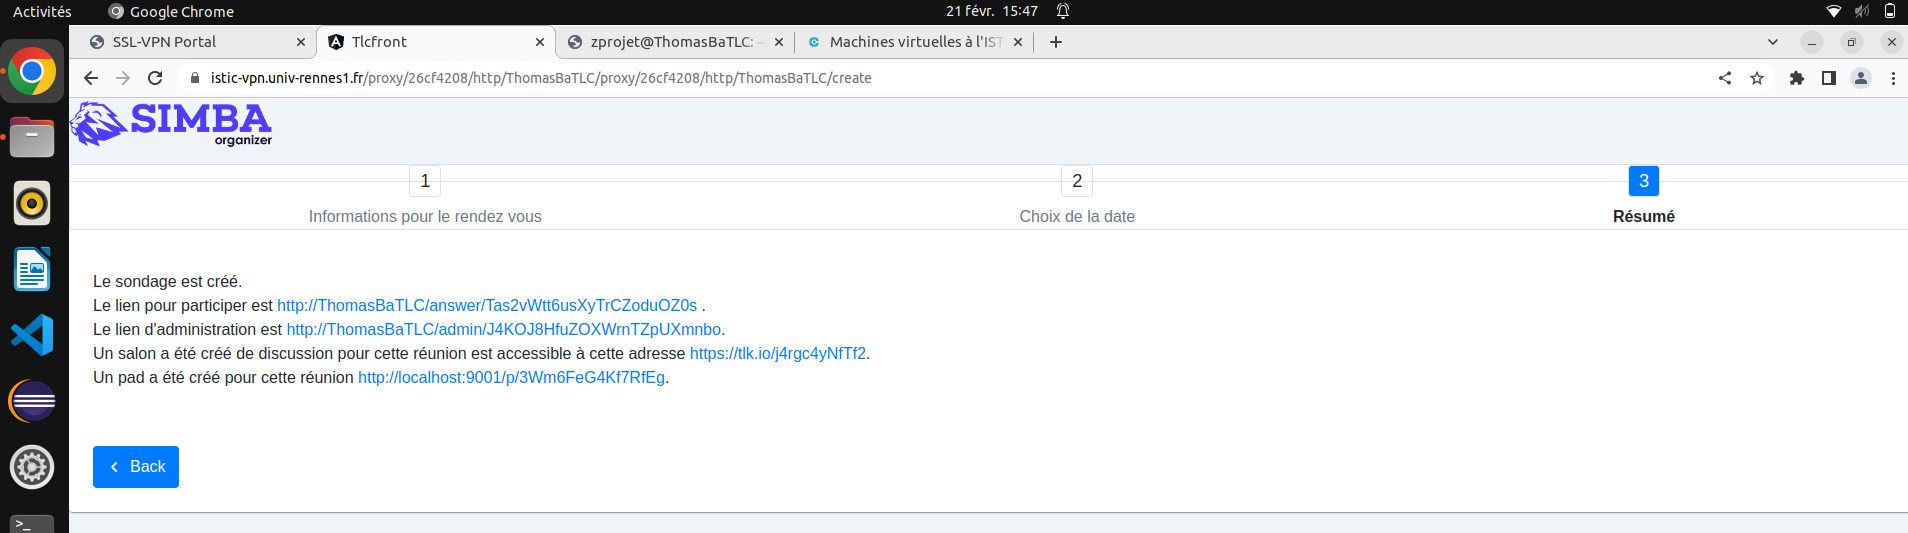 Activités
Google Chrome
21 févr. 15:47
SSL-VPN Portal
Tlcfront
zprojet@ThomasBaTLC: ~
Machines virtuelles à l'IST
istic-vpn.univ-rennes1.fr/proxy/26cf4208/http/ThomasBaTLC/proxy/26cf4208/http/ThomasBaTLC/create
SIMBA
organizer
1
2
3
Informations pour le rendez vous
Choix de la date
Résumé
Le sondage est créé.
Le lien pour participer est http://ThomasBaTLC/answer/Tas2vWtt6usXyTrCZoduOZ0s .
Le lien d'administration est http://ThomasBaTLC/admin/J4KOJ8HfuZOXWrnTZpUXmnbo.
Un salon a été créé de discussion pour cette réunion est accessible à cette adresse https://tlk.io/j4rgc4yNfTf2.
Un pad a été créé pour cette réunion http://localhost:9001/p/3Wm6FeG4Kf7RfEg.
Back
>_